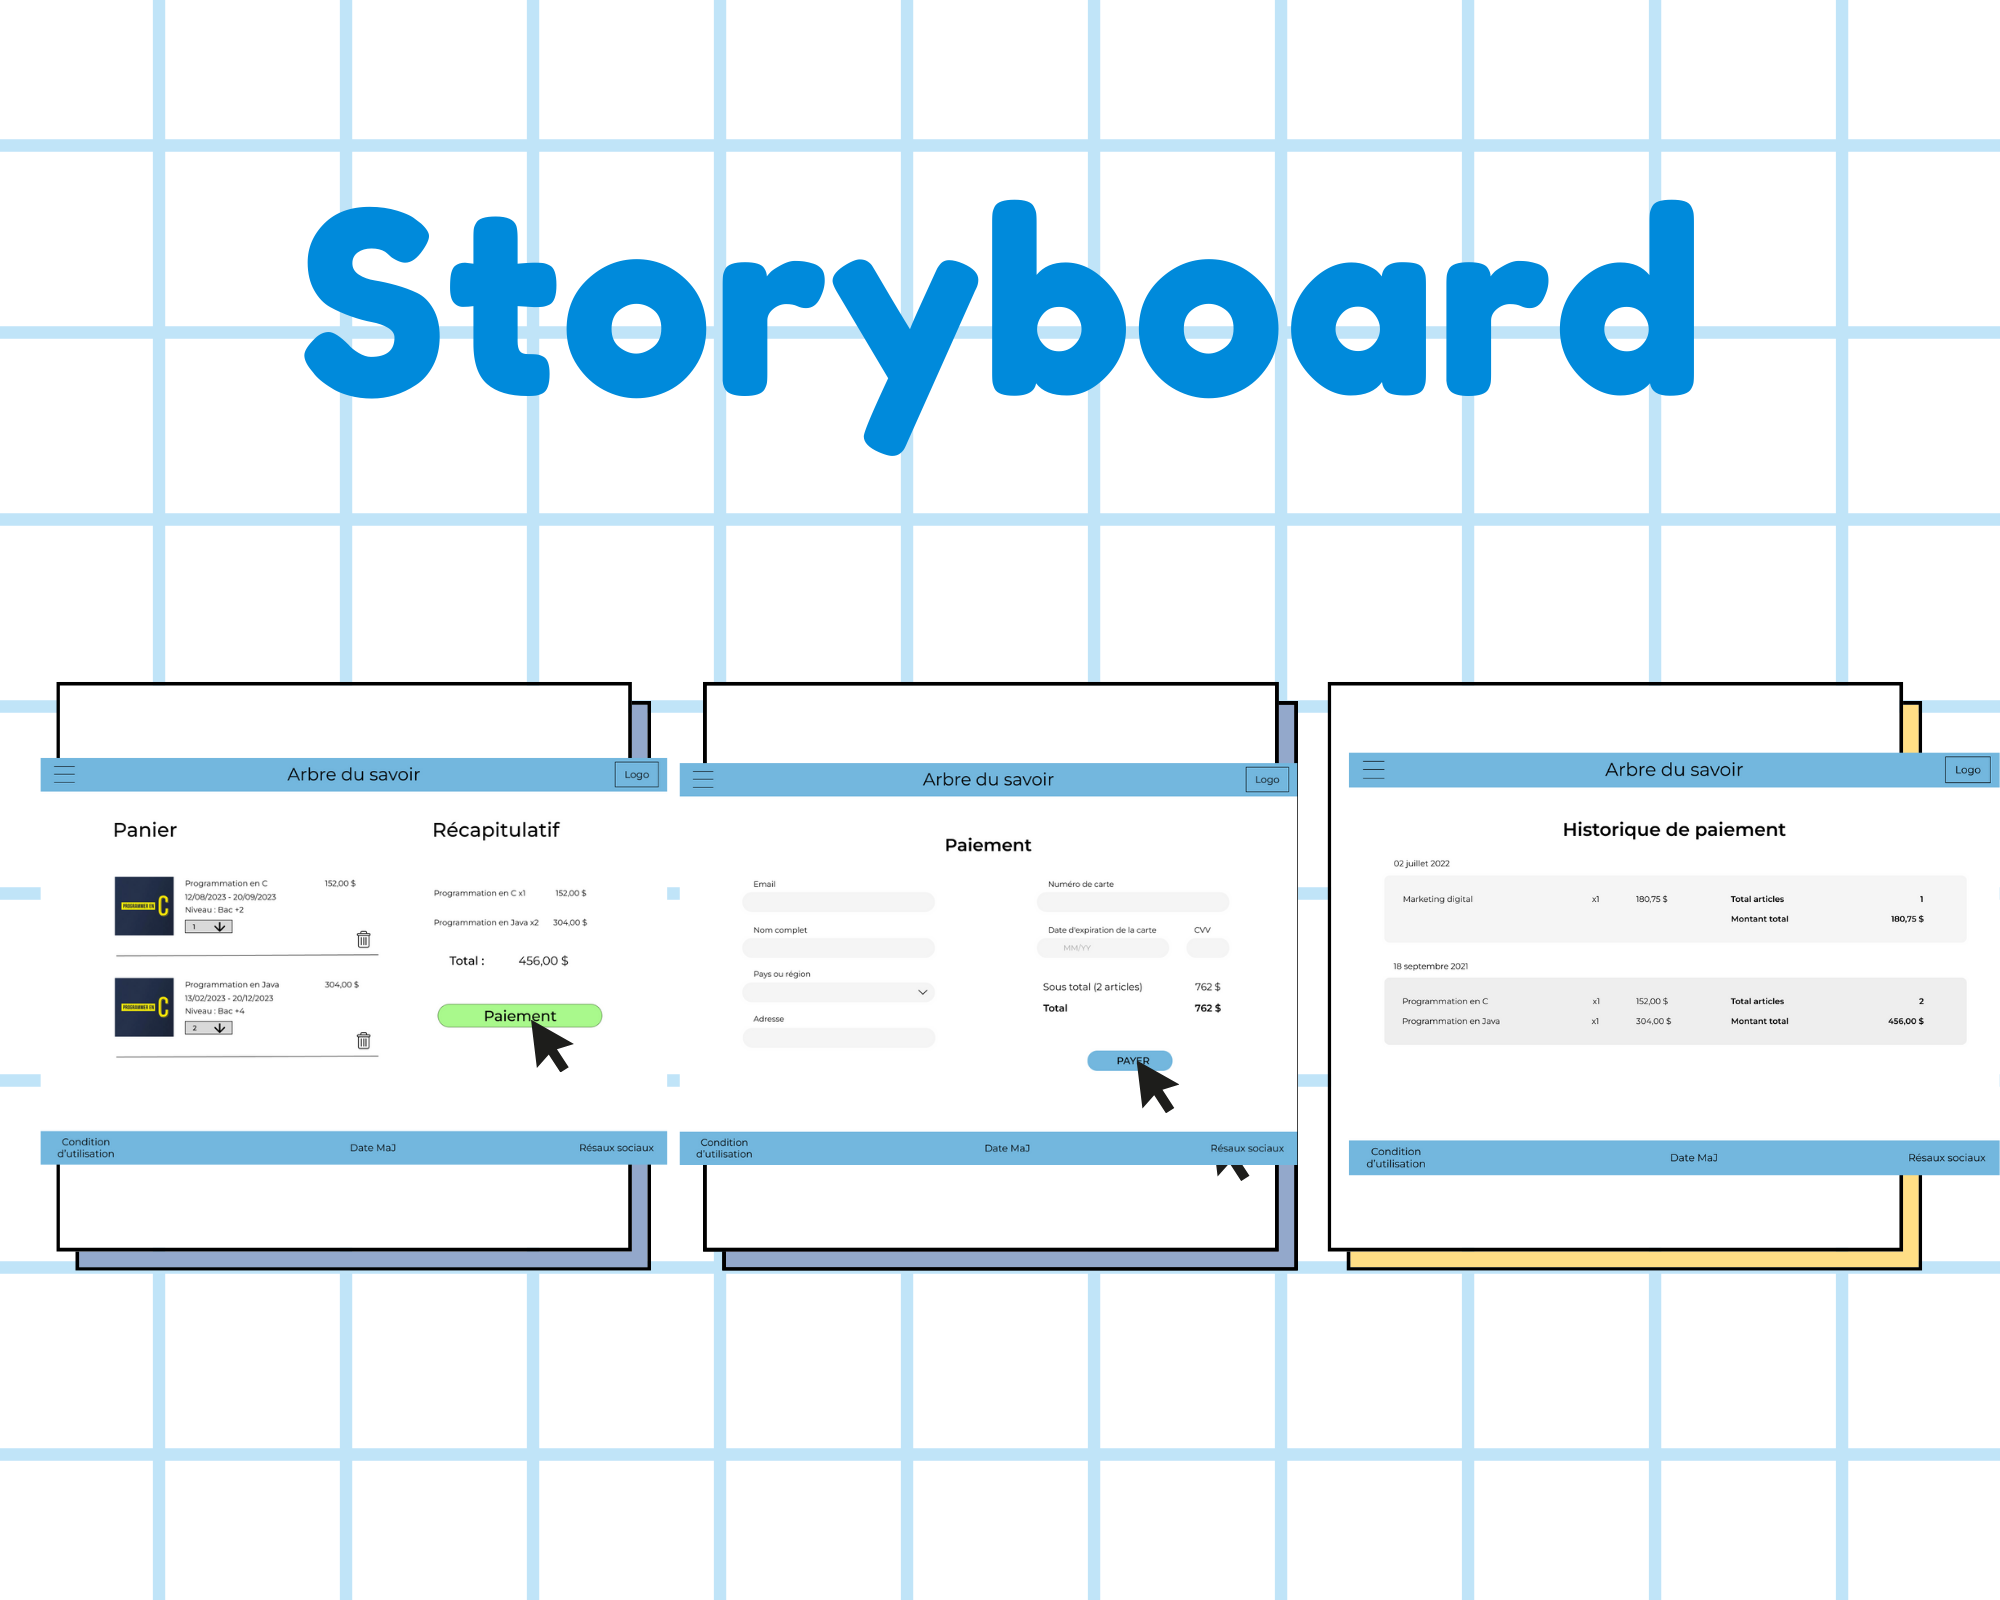 Storyboard
Arbre du savoir
Logo
Panier
PROGRAMMER EN C
Programmation en C 152,00 $
12/08/2023 - 20/09/2023
Niveau : Bac +2
1
PROGRAMMER EN C
Programmation en Java 304,00 $
13/02/2023 - 20/12/2023
Niveau : Bac +4
2
Récapitulatif
Programmation en C x1 152,00 $
Programmation en Java x2 304,00 $
Total : 456,00 $
Paiement
Condition
d'utilisation
Date MaJ
Résaux sociaux
Arbre du savoir
Logo
Paiement
Email
Nom complet
Pays ou région
Adresse
Numéro de carte
Date d'expiration de la carte CVV
MM/YY
Sous total (2 articles) 762 $
Total 762 $
PAYER
Condition
d'utilisation
Date MaJ
Résaux sociaux
Arbre du savoir
Logo
Historique de paiement
02 juillet 2022
Marketing digital x1 180,75 $ Total articles 1
Montant total 180,75 $
18 septembre 2021
Programmation en C x1 152,00 $ Total articles 2
Programmation en Java x1 304,00 $ Montant total 456,00 $
Condition
d'utilisation
Date MaJ
Résaux sociaux